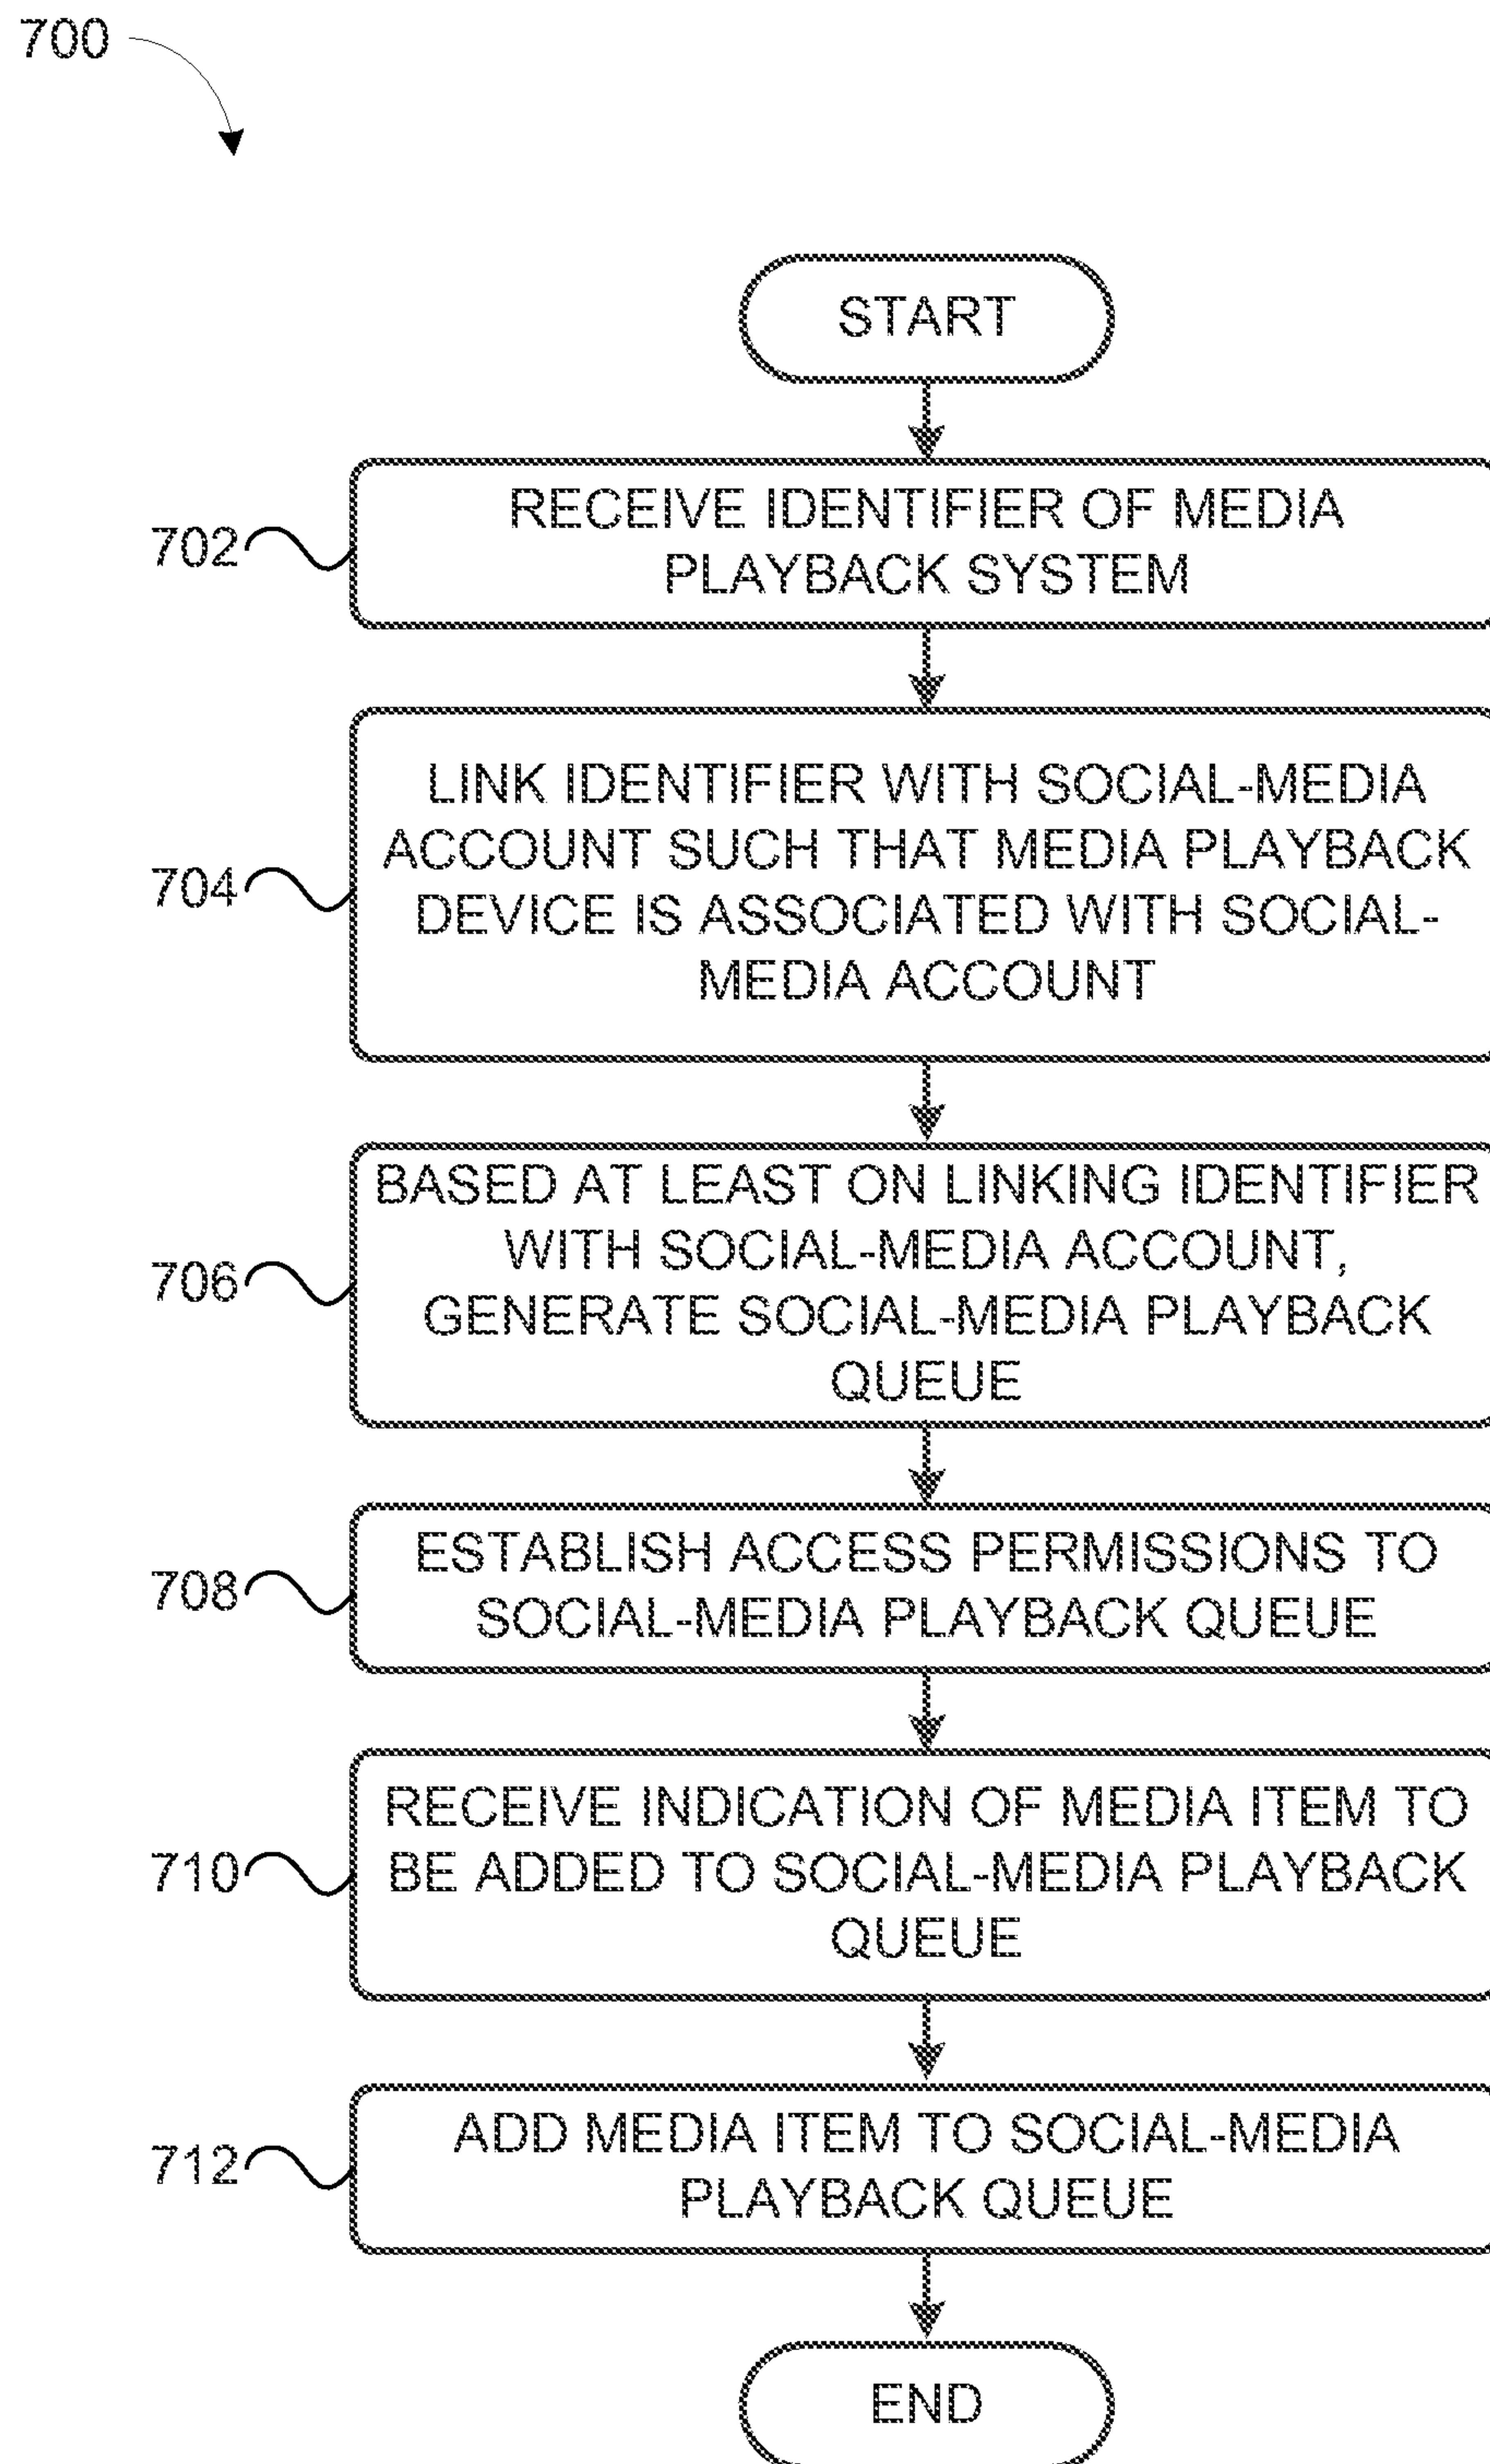 700
START
702
RECEIVE IDENTIFIER OF MEDIA
PLAYBACK SYSTEM
704
LINK IDENTIFIER WITH SOCIAL-MEDIA
ACCOUNT SUCH THAT MEDIA PLAYBACK
DEVICE IS ASSOCIATED WITH SOCIAL-
MEDIA ACCOUNT
706
BASED AT LEAST ON LINKING IDENTIFIER
WITH SOCIAL-MEDIA ACCOUNT,
GENERATE SOCIAL-MEDIA PLAYBACK
QUEUE
708
ESTABLISH ACCESS PERMISSIONS TO
SOCIAL-MEDIA PLAYBACK QUEUE
710
RECEIVE INDICATION OF MEDIA ITEM TO
BE ADDED TO SOCIAL-MEDIA PLAYBACK
QUEUE
712
ADD MEDIA ITEM TO SOCIAL-MEDIA
PLAYBACK QUEUE
END